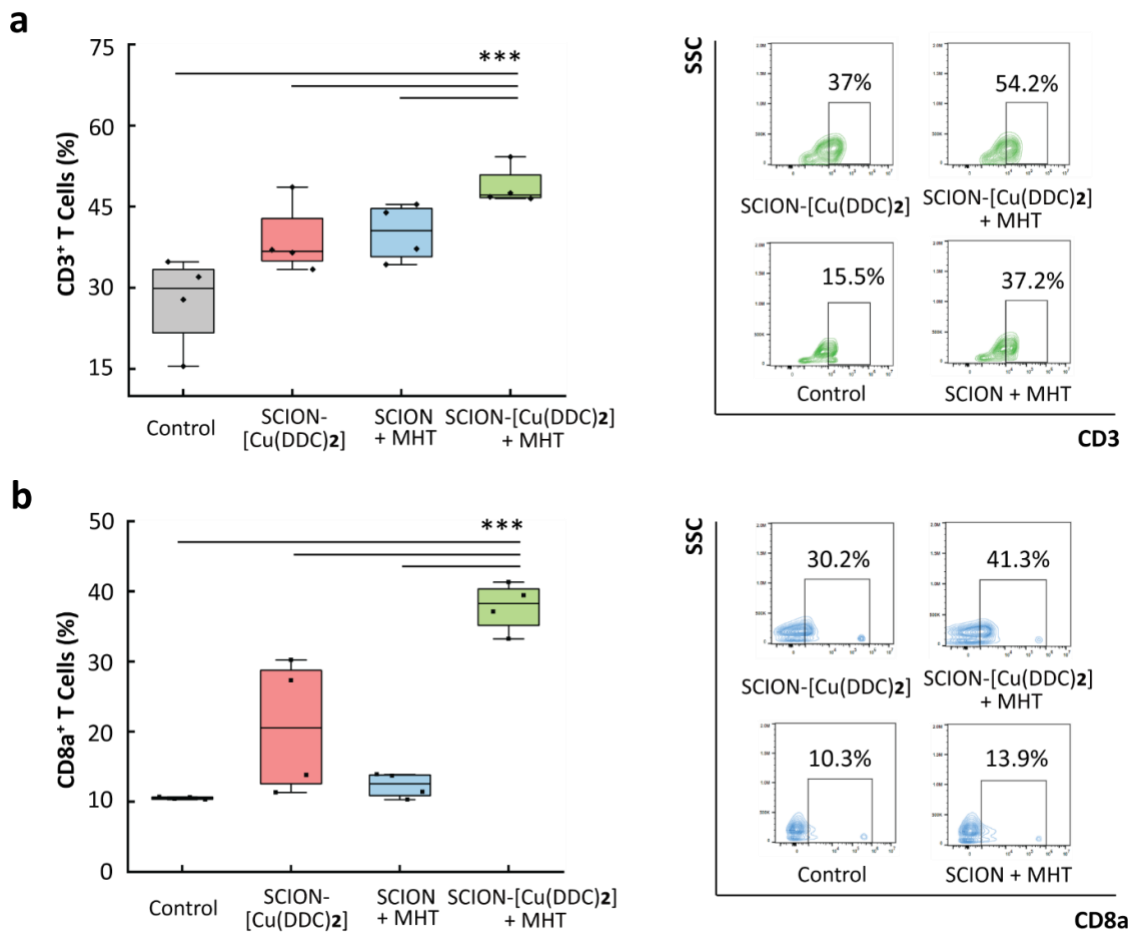 a
75
60
45
30
15
CD3⁺ T Cells (%)
***
Control
SCION-
[Cu(DDC)2]
SCION
+ MHT
SCION-[Cu(DDC)2]
+ MHT
SSC
37%
54.2%
SCION-[Cu(DDC)2]
SCION-[Cu(DDC)2]
+ MHT
15.5%
37.2%
Control
SCION + MHT
CD3
b
50
40
30
20
10
0
CD8a⁺ T Cells (%)
***
Control
SCION-
[Cu(DDC)2]
SCION
+ MHT
SCION-[Cu(DDC)2]
+ MHT
SSC
30.2%
41.3%
SCION-[Cu(DDC)2]
SCION-[Cu(DDC)2]
+ MHT
10.3%
13.9%
Control
SCION + MHT
CD8a